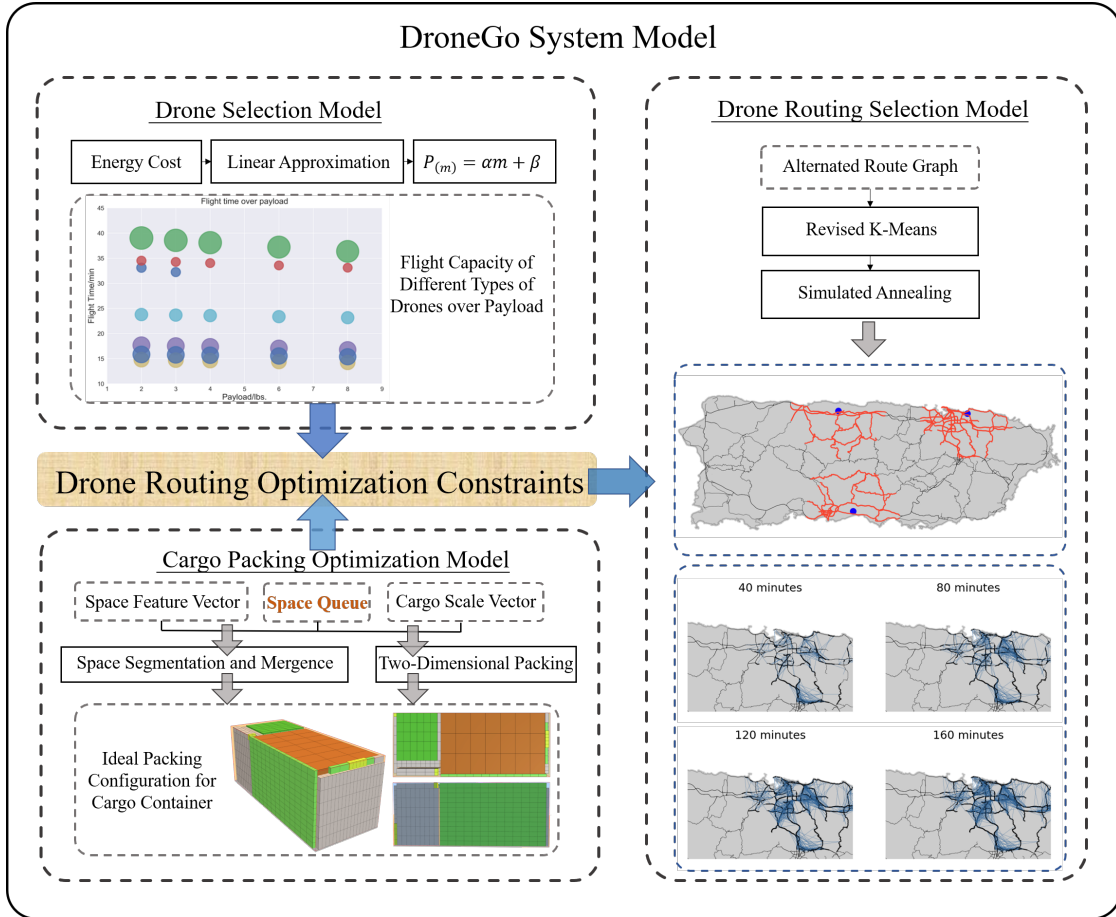 DroneGo System Model
Drone Selection Model
Energy Cost
Linear Approximation
P(m) = αm + β
Flight time over payload
45
40
35
30
25
20
15
10
Flight Time/min
1 2 3 4 5 6 7 8 9
Payload/lbs.
Flight Capacity of
Different Types of
Drones over Payload
Drone Routing Optimization Constraints
Cargo Packing Optimization Model
Space Feature Vector
Space Queue
Cargo Scale Vector
Space Segmentation and Mergence
Two-Dimensional Packing
Ideal Packing
Configuration for
Cargo Container
Drone Routing Selection Model
Alternated Route Graph
Revised K-Means
Simulated Annealing
40 minutes
80 minutes
120 minutes
160 minutes